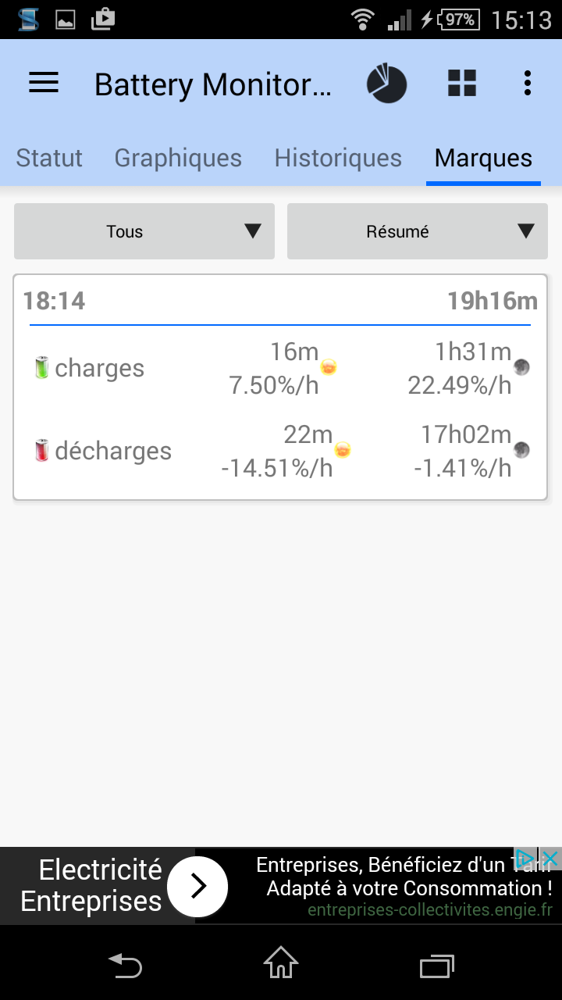 97% 15:13
Battery Monitor...
Statut Graphiques Historiques Marques
Tous Résumé
18:14 19h16m
charges 16m 1h31m
7.50%/h 22.49%/h
décharges 22m 17h02m
-14.51%/h -1.41%/h
Electricité
Entreprises
Entreprises, Bénéficiez d'un Tarif
Adapté à votre Consommation !
entreprises-collectivites.engie.fr